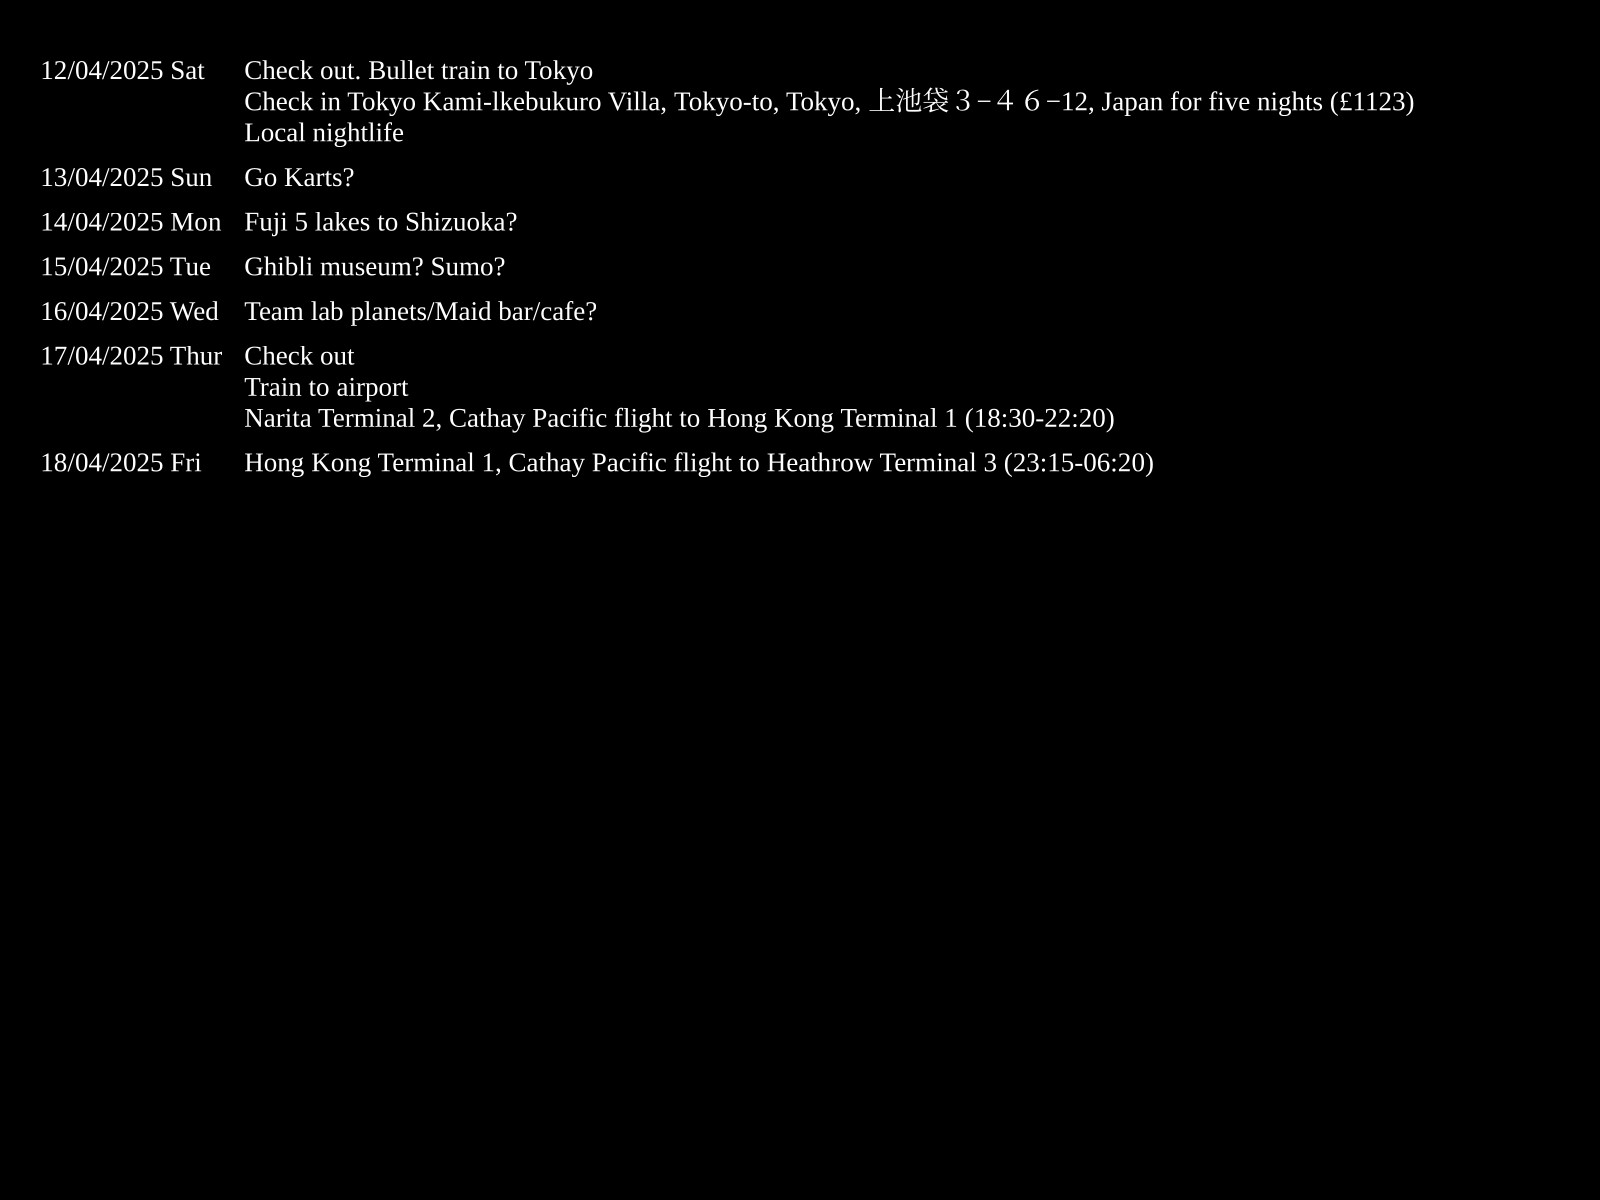 12/04/2025 Sat Check out. Bullet train to Tokyo
Check in Tokyo Kami-lkebukuro Villa, Tokyo-to, Tokyo, 上池袋３−４６−12, Japan for five nights (£1123)
Local nightlife
13/04/2025 Sun Go Karts?
14/04/2025 Mon Fuji 5 lakes to Shizuoka?
15/04/2025 Tue Ghibli museum? Sumo?
16/04/2025 Wed Team lab planets/Maid bar/cafe?
17/04/2025 Thur Check out
Train to airport
Narita Terminal 2, Cathay Pacific flight to Hong Kong Terminal 1 (18:30-22:20)
18/04/2025 Fri Hong Kong Terminal 1, Cathay Pacific flight to Heathrow Terminal 3 (23:15-06:20)